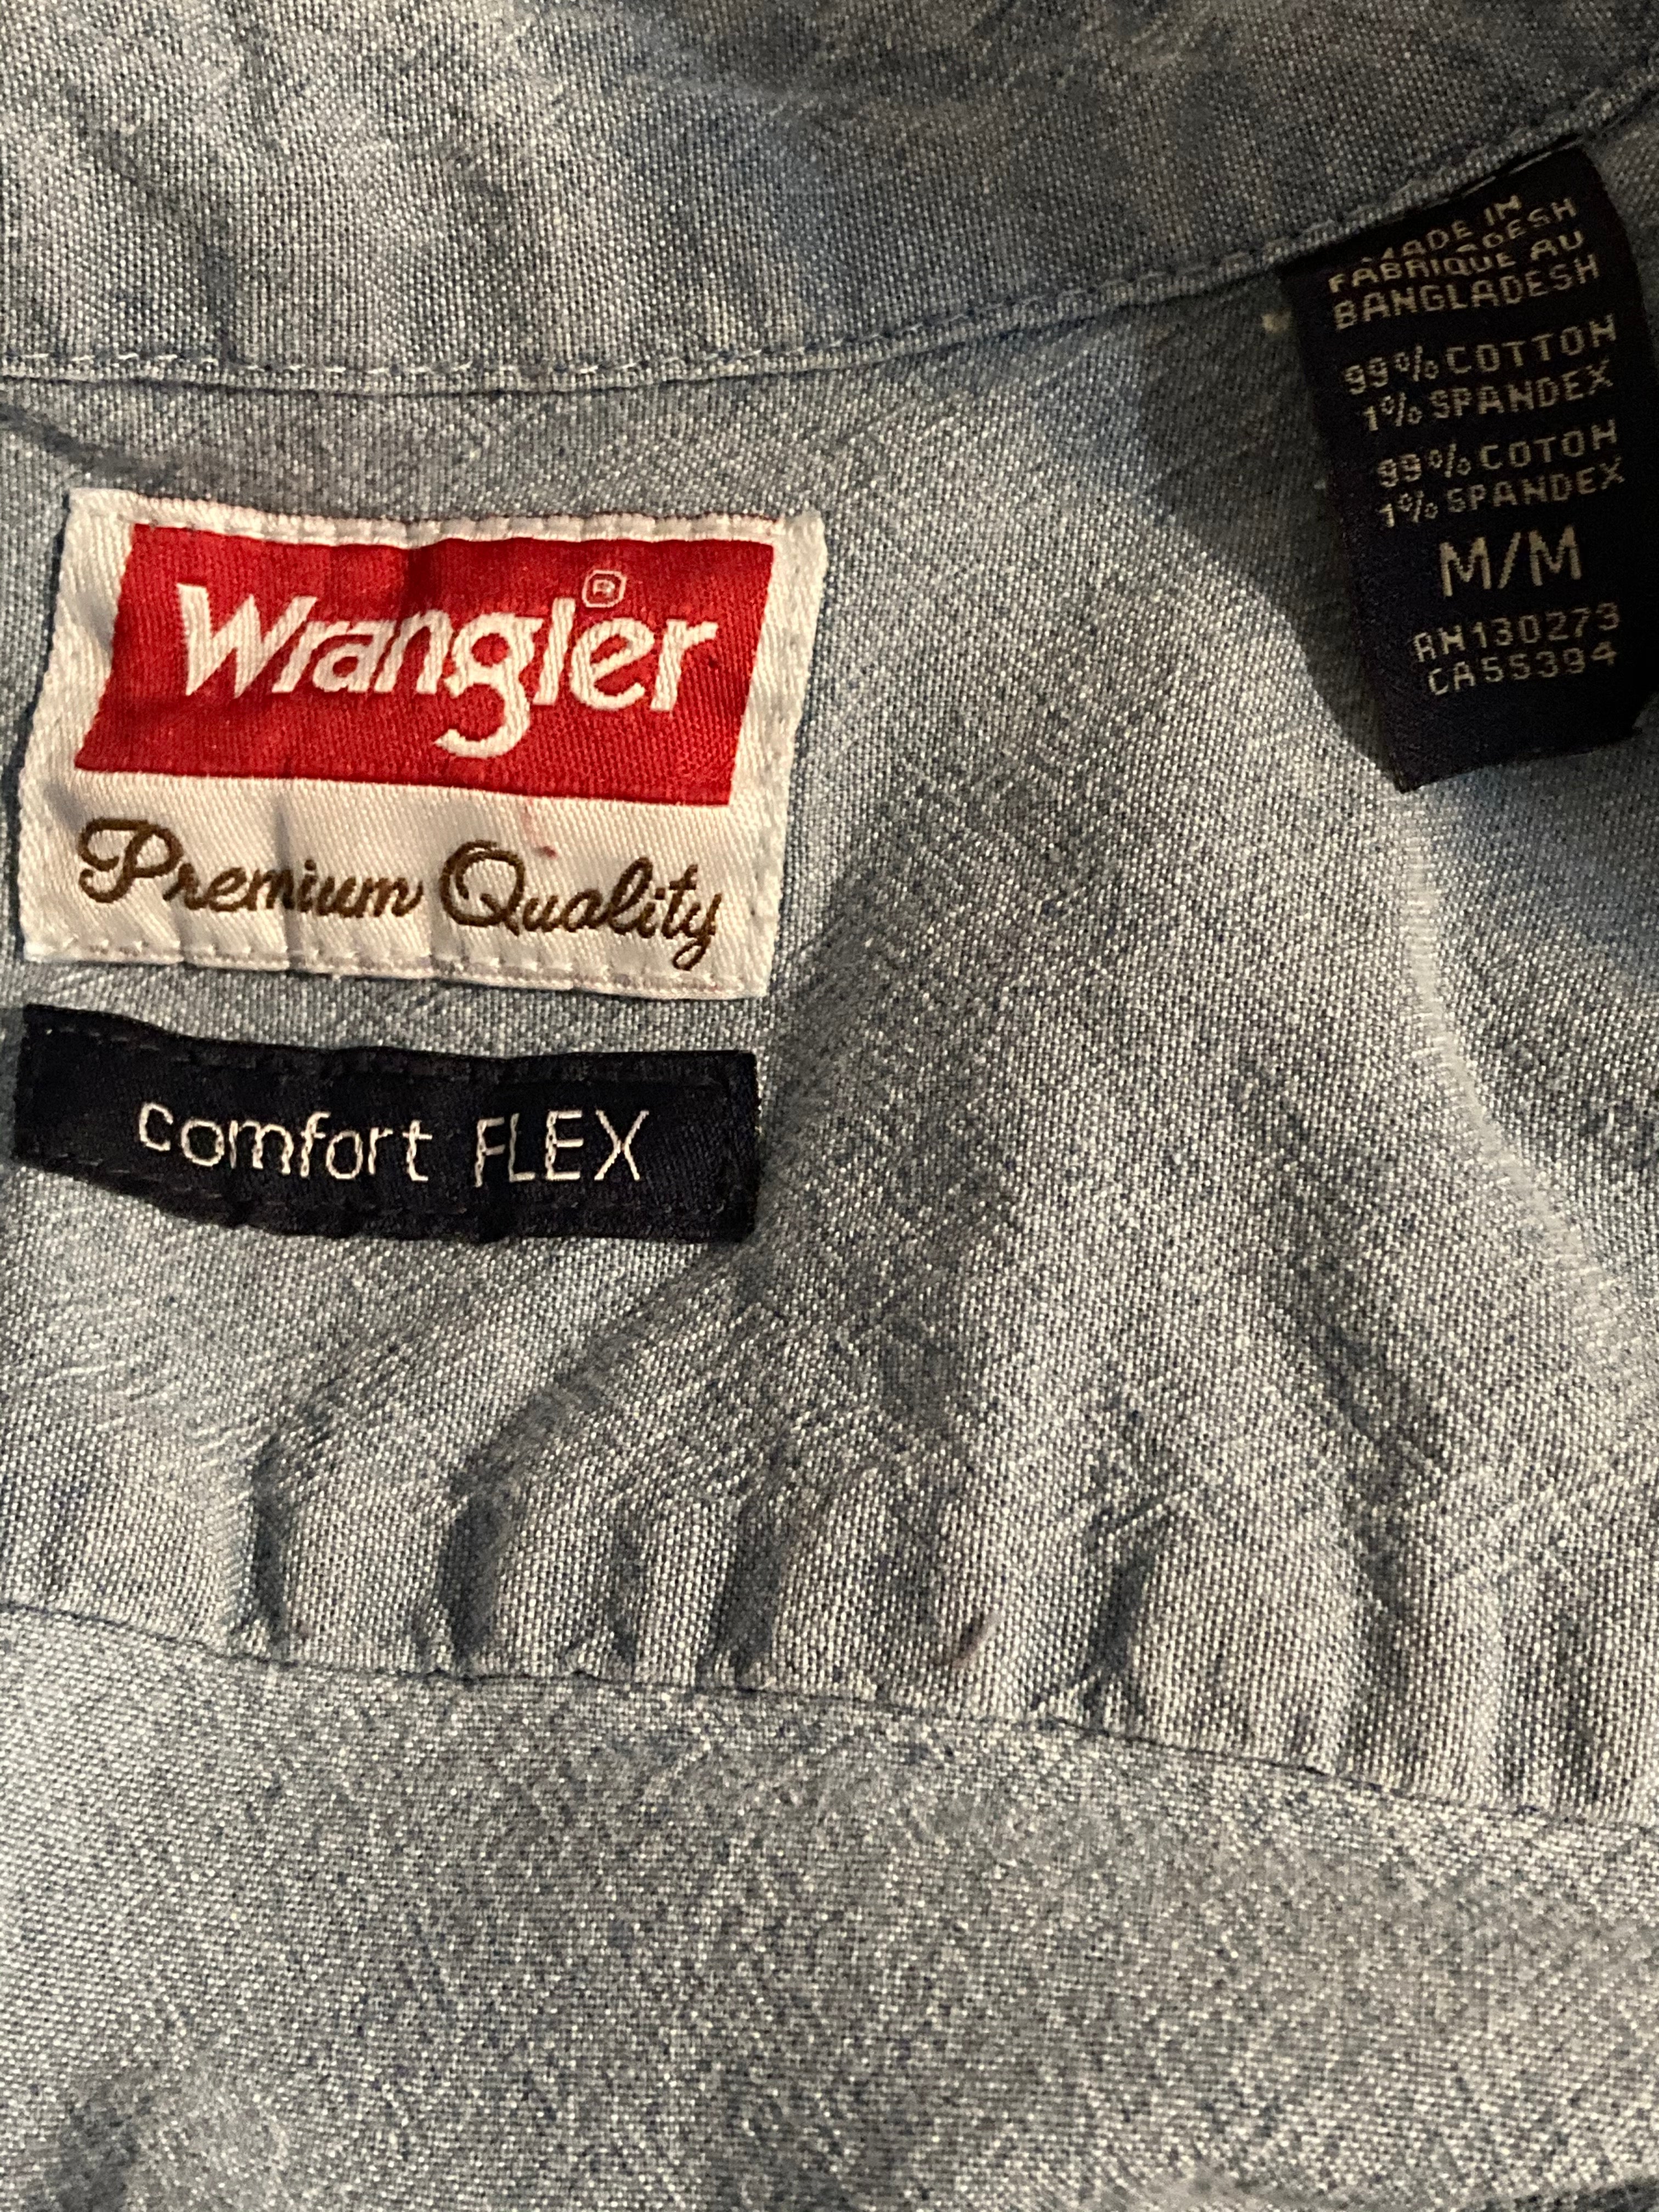 Wrangler®
Premium Quality
comfort FLEX
MADE IN
BANGLADESH
FABRIQUE AU
BANGLADESH
99% COTTON
1% SPANDEX
99% COTON
1% SPANDEX
M/M
RN130273
CA55394